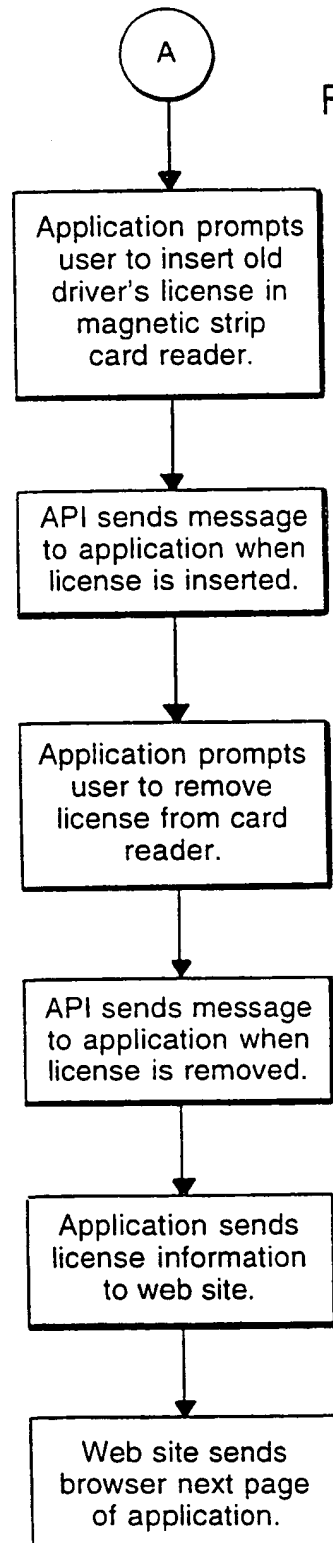 A
Application prompts
user to insert old
driver's license in
magnetic strip
card reader.
API sends message
to application when
license is inserted.
Application prompts
user to remove
license from card
reader.
API sends message
to application when
license is removed.
Application sends
license information
to web site.
Web site sends
browser next page
of application.